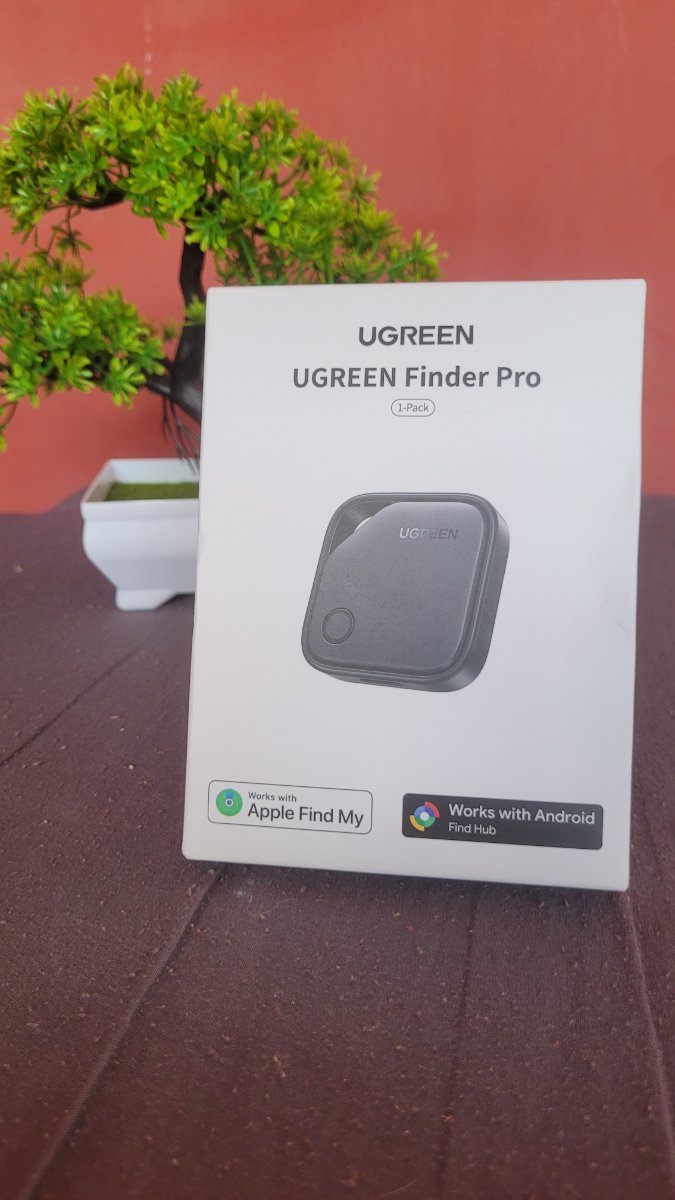 UGREEN
UGREEN Finder Pro
1-Pack
UGREEN
Works with
Apple Find My
Works with Android
Find Hub